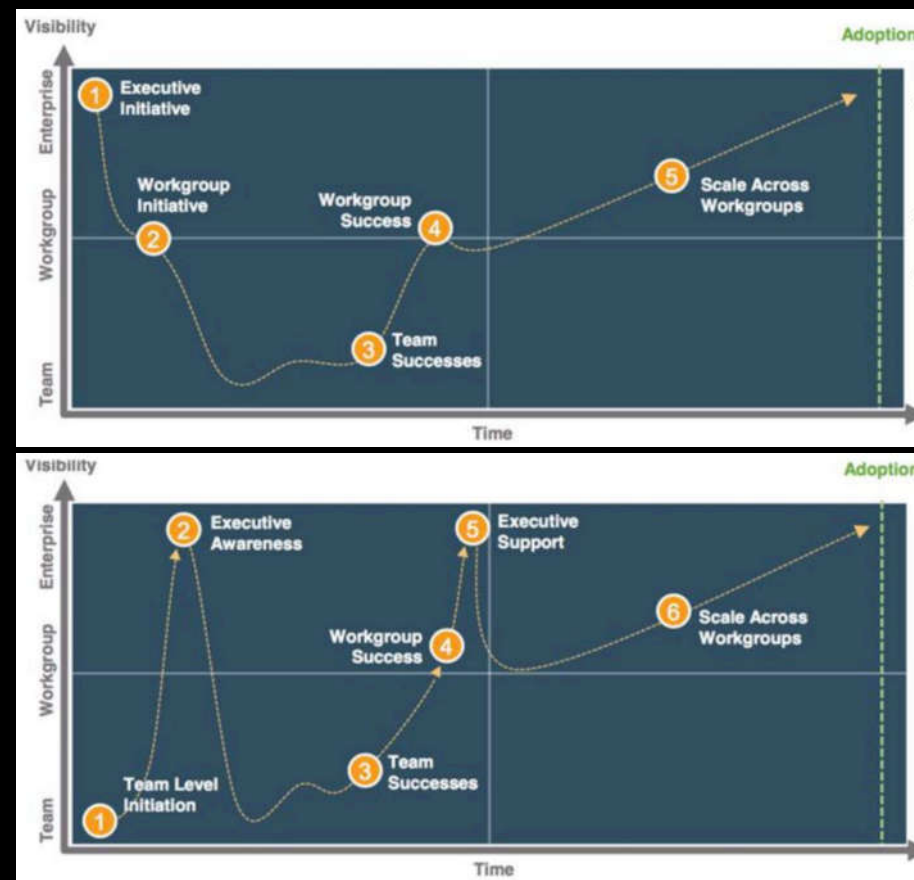 Visibility
Adoption
Enterprise
Workgroup
Team
1
Executive
Initiative
Workgroup
Initiative
2
Workgroup
Success
4
3
Team
Successes
5
Scale Across
Workgroups
Time
Visibility
Adoption
Enterprise
Workgroup
Team
2
Executive
Awareness
5
Executive
Support
Workgroup
Success
4
6
Scale Across
Workgroups
3
Team
Successes
Team Level
Initiation
1
Time